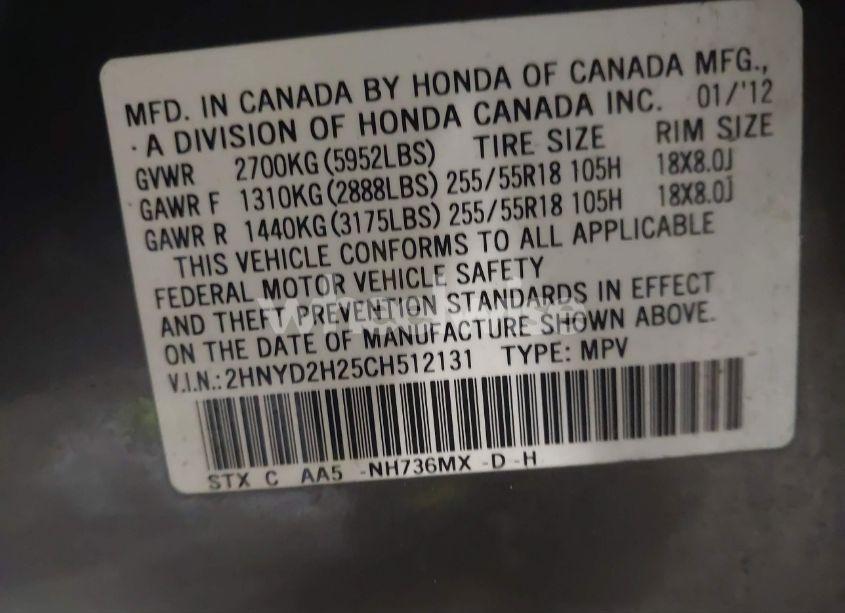 MFD. IN CANADA BY HONDA OF CANADA MFG.,
· A DIVISION OF HONDA CANADA INC. 01/'12
GVWR 2700KG (5952LBS) TIRE SIZE RIM SIZE
GAWR F 1310KG (2888LBS) 255/55R18 105H 18X8.0J
GAWR R 1440KG (3175LBS) 255/55R18 105H 18X8.0J
THIS VEHICLE CONFORMS TO ALL APPLICABLE
FEDERAL MOTOR VEHICLE SAFETY
AND THEFT PREVENTION STANDARDS IN EFFECT
ON THE DATE OF MANUFACTURE SHOWN ABOVE.
V.I.N.: 2HNYD2H25CH512131 TYPE: MPV
STX C AA5 -NH736MX -D -H